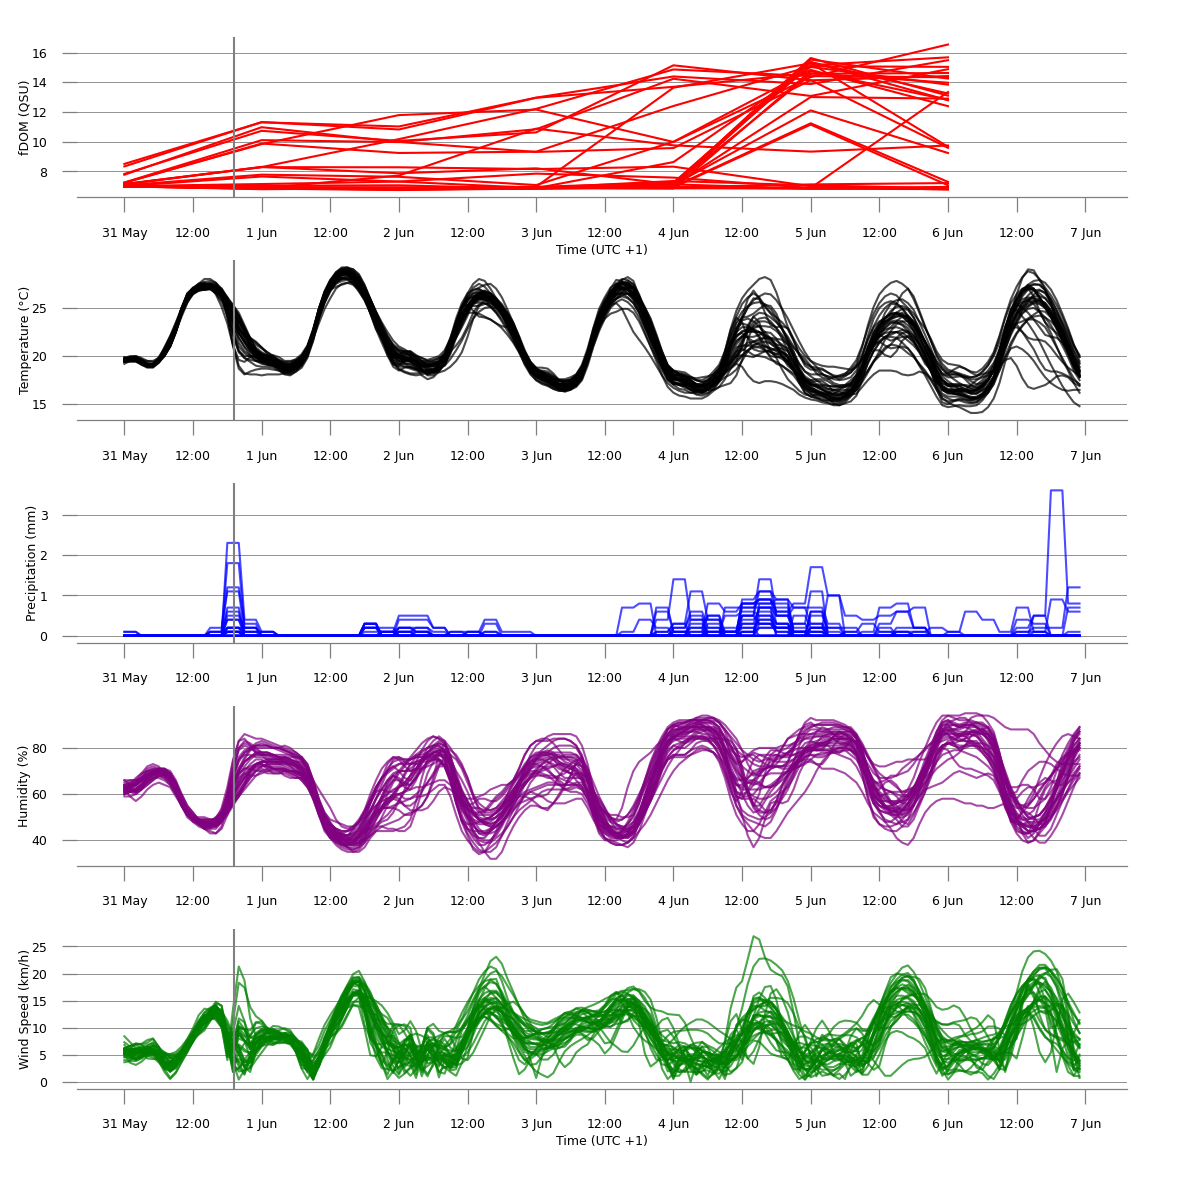 fDOM (QSU)
16
14
12
10
8
31 May 12:00 1 Jun 12:00 2 Jun 12:00 3 Jun 12:00 4 Jun 12:00 5 Jun 12:00 6 Jun 12:00 7 Jun
Time (UTC +1)
Temperature (°C)
25
20
15
31 May 12:00 1 Jun 12:00 2 Jun 12:00 3 Jun 12:00 4 Jun 12:00 5 Jun 12:00 6 Jun 12:00 7 Jun
Precipitation (mm)
3
2
1
0
31 May 12:00 1 Jun 12:00 2 Jun 12:00 3 Jun 12:00 4 Jun 12:00 5 Jun 12:00 6 Jun 12:00 7 Jun
Humidity (%)
80
60
40
31 May 12:00 1 Jun 12:00 2 Jun 12:00 3 Jun 12:00 4 Jun 12:00 5 Jun 12:00 6 Jun 12:00 7 Jun
Wind Speed (km/h)
25
20
15
10
5
0
31 May 12:00 1 Jun 12:00 2 Jun 12:00 3 Jun 12:00 4 Jun 12:00 5 Jun 12:00 6 Jun 12:00 7 Jun
Time (UTC +1)